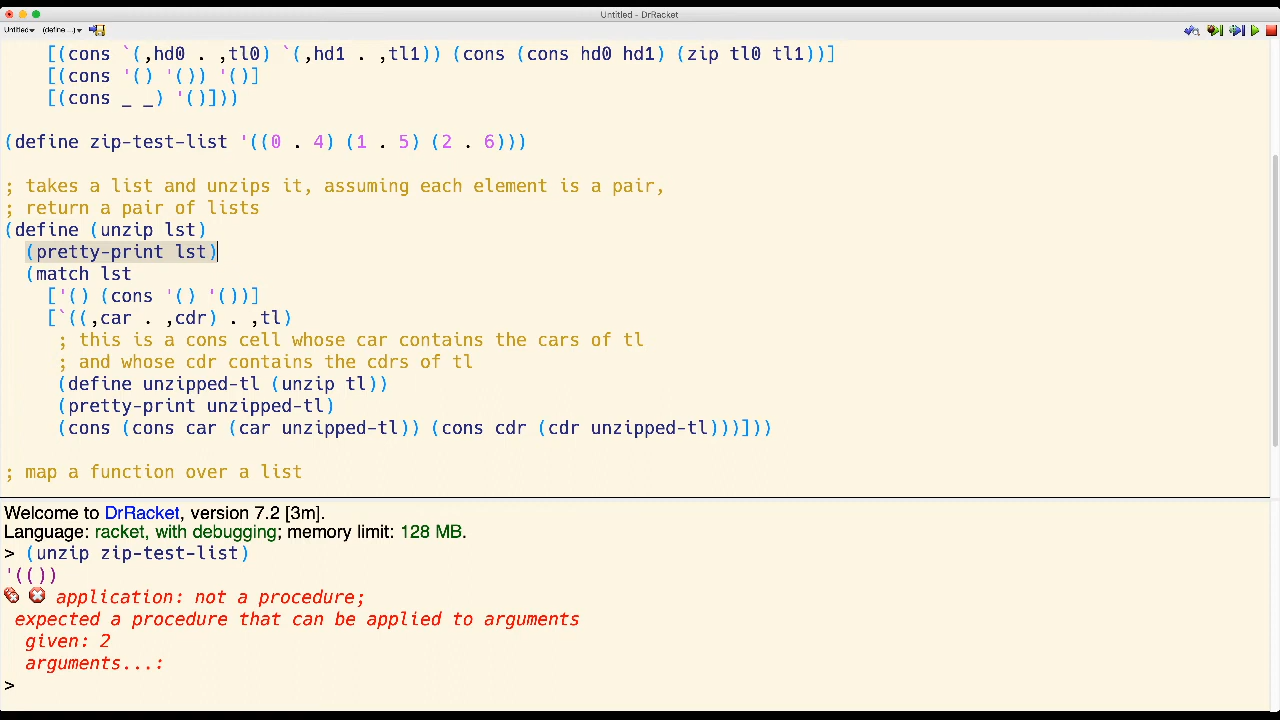 Untitled - DrRacket
Untitled▾ (define ...)▾
[(cons `(,hd0 . ,tl0) `(,hd1 . ,tl1)) (cons (cons hd0 hd1) (zip tl0 tl1))]
[(cons '() '()) '()]
[(cons _ _) '()]))
(define zip-test-list '((0 . 4) (1 . 5) (2 . 6)))
; takes a list and unzips it, assuming each element is a pair,
; return a pair of lists
(define (unzip lst)
(pretty-print lst)
(match lst
['() (cons '() '())]
[`((,car . ,cdr) . ,tl)
; this is a cons cell whose car contains the cars of tl
; and whose cdr contains the cdrs of tl
(define unzipped-tl (unzip tl))
(pretty-print unzipped-tl)
(cons (cons car (car unzipped-tl)) (cons cdr (cdr unzipped-tl)))]))
; map a function over a list
Welcome to DrRacket, version 7.2 [3m].
Language: racket, with debugging; memory limit: 128 MB.
> (unzip zip-test-list)
'(())
application: not a procedure;
expected a procedure that can be applied to arguments
given: 2
arguments...:
>